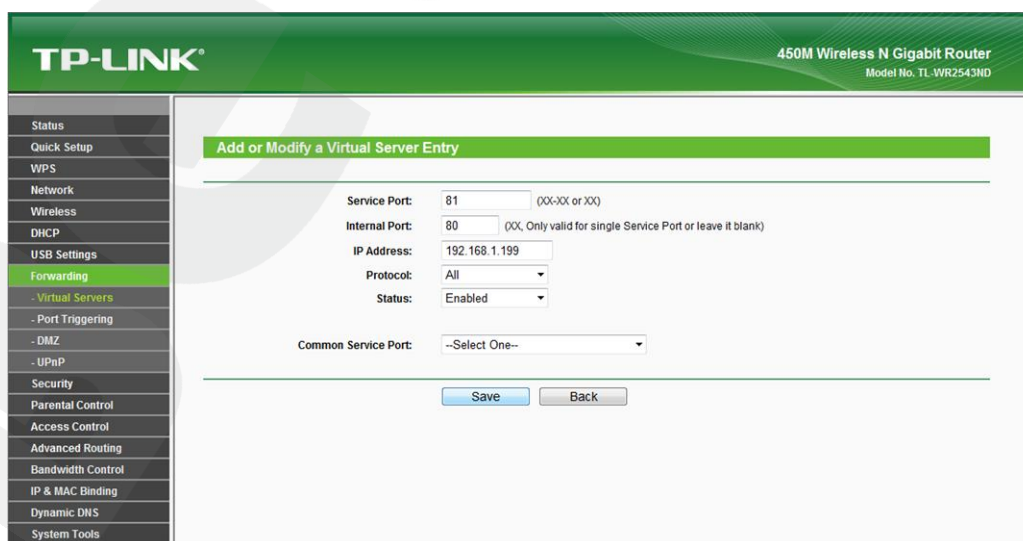 TP-LINK®
450M Wireless N Gigabit Router
Model No. TL-WR2543ND
Status
Quick Setup
WPS
Network
Wireless
DHCP
USB Settings
Forwarding
- Virtual Servers
- Port Triggering
- DMZ
- UPnP
Security
Parental Control
Access Control
Advanced Routing
Bandwidth Control
IP & MAC Binding
Dynamic DNS
System Tools
Add or Modify a Virtual Server Entry
Service Port: 81 (XX-XX or XX)
Internal Port: 80 (XX, Only valid for single Service Port or leave it blank)
IP Address: 192.168.1.199
Protocol: All
Status: Enabled
Common Service Port: --Select One--
Save Back